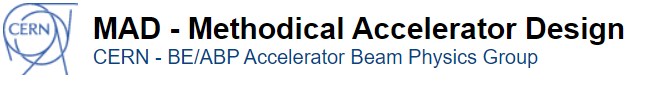 CERN
MAD - Methodical Accelerator Design
CERN - BE/ABP Accelerator Beam Physics Group